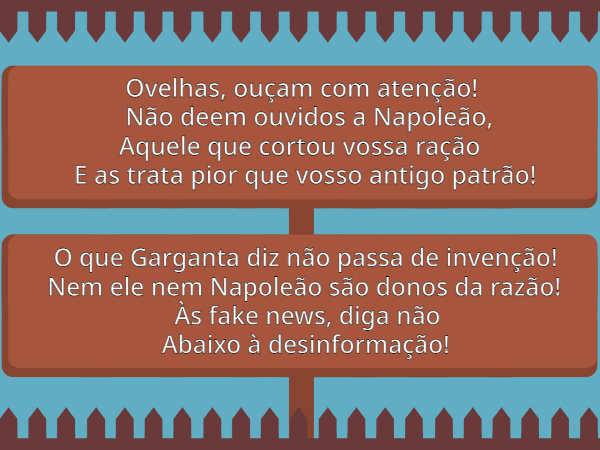 Ovelhas, ouçam com atenção!
Não deem ouvidos a Napoleão,
Aquele que cortou vossa ração
E as trata pior que vosso antigo patrão!
O que Garganta diz não passa de invenção!
Nem ele nem Napoleão são donos da razão!
Às fake news, diga não
Abaixo à desinformação!